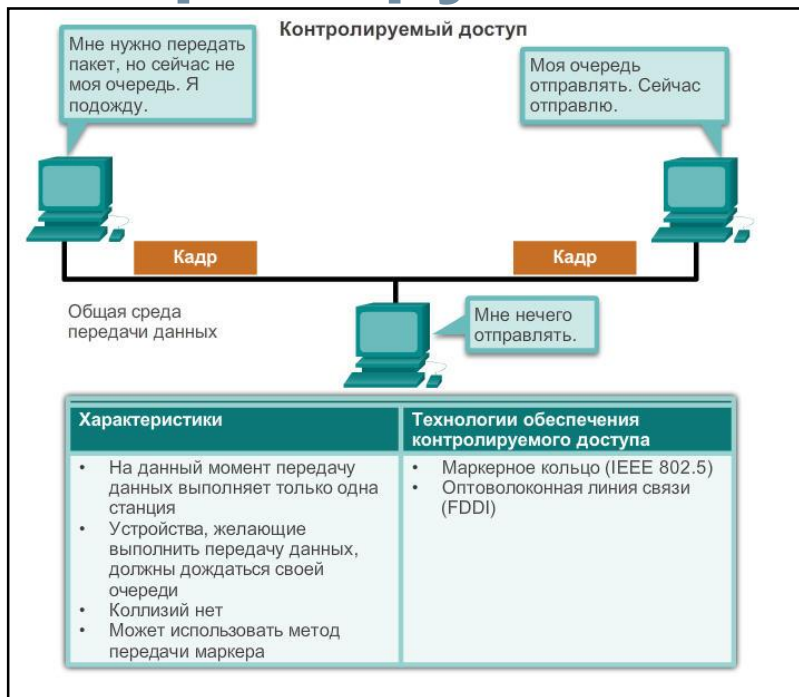 Контролируемый доступ
Мне нужно передать
пакет, но сейчас не
моя очередь. Я
подожду.
Моя очередь
отправлять. Сейчас
отправлю.
Кадр
Кадр
Общая среда
передачи данных
Мне нечего
отправлять.
Характеристики
• На данный момент передачу
данных выполняет только одна
станция
• Устройства, желающие
выполнить передачу данных,
должны дождаться своей
очереди
• Коллизий нет
• Может использовать метод
передачи маркера
Технологии обеспечения
контролируемого доступа
• Маркерное кольцо (IEEE 802.5)
• Оптоволоконная линия связи
(FDDI)